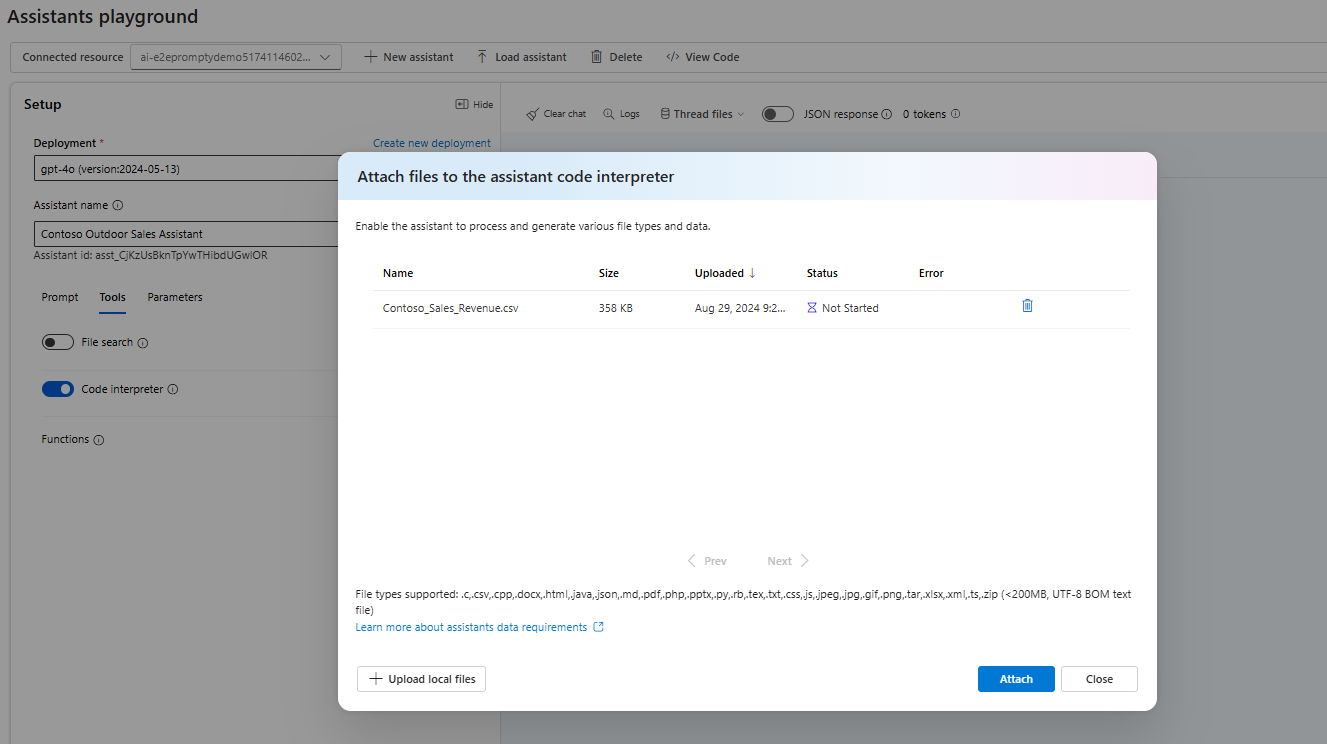 Assistants playground
Connected resource ai-e2epromptydemo5174114602... New assistant Load assistant Delete View Code
Setup Hide
Clear chat Logs Thread files JSON response 0 tokens
Deployment * Create new deployment
gpt-4o (version:2024-05-13)
Assistant name
Contoso Outdoor Sales Assistant
Assistant id: asst_CjKzUsBknTpYwTHibdUGwlOR
Prompt Tools Parameters
File search
Code interpreter
Functions
Attach files to the assistant code interpreter
Enable the assistant to process and generate various file types and data.
Name Size Uploaded ↓ Status Error
Contoso_Sales_Revenue.csv 358 KB Aug 29, 2024 9:2... Not Started
Prev Next
File types supported: .c,.csv,.cpp,.docx,.html,.java,.json,.md,.pdf,.php,.pptx,.py,.rb,.tex,.txt,.css,.js,.jpeg,.jpg,.gif,.png,.tar,.xlsx,.xml,.ts,.zip (<200MB, UTF-8 BOM text
file)
Learn more about assistants data requirements
Upload local files Attach Close